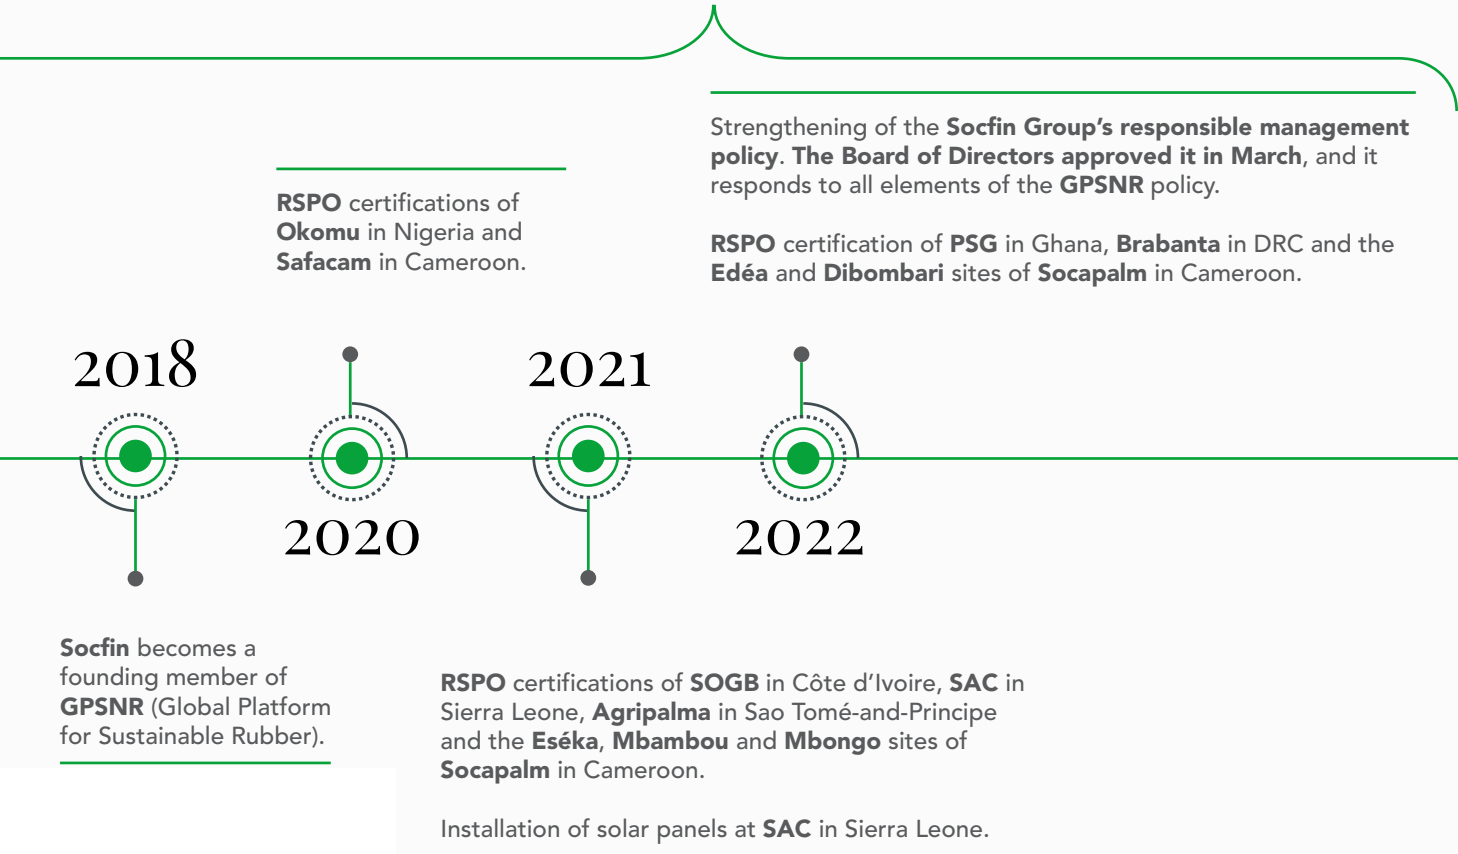 Strengthening of the Socfin Group’s responsible management
policy. The Board of Directors approved it in March, and it
responds to all elements of the GPSNR policy.
RSPO certification of PSG in Ghana, Brabanta in DRC and the
Edéa and Dibombari sites of Socapalm in Cameroon.
RSPO certifications of
Okomu in Nigeria and
Safacam in Cameroon.
2018
2021
2020
2022
Socfin becomes a
founding member of
GPSNR (Global Platform
for Sustainable Rubber).
RSPO certifications of SOGB in Côte d’Ivoire, SAC in
Sierra Leone, Agripalma in Sao Tomé-and-Principe
and the Eséka, Mbambou and Mbongo sites of
Socapalm in Cameroon.
Installation of solar panels at SAC in Sierra Leone.